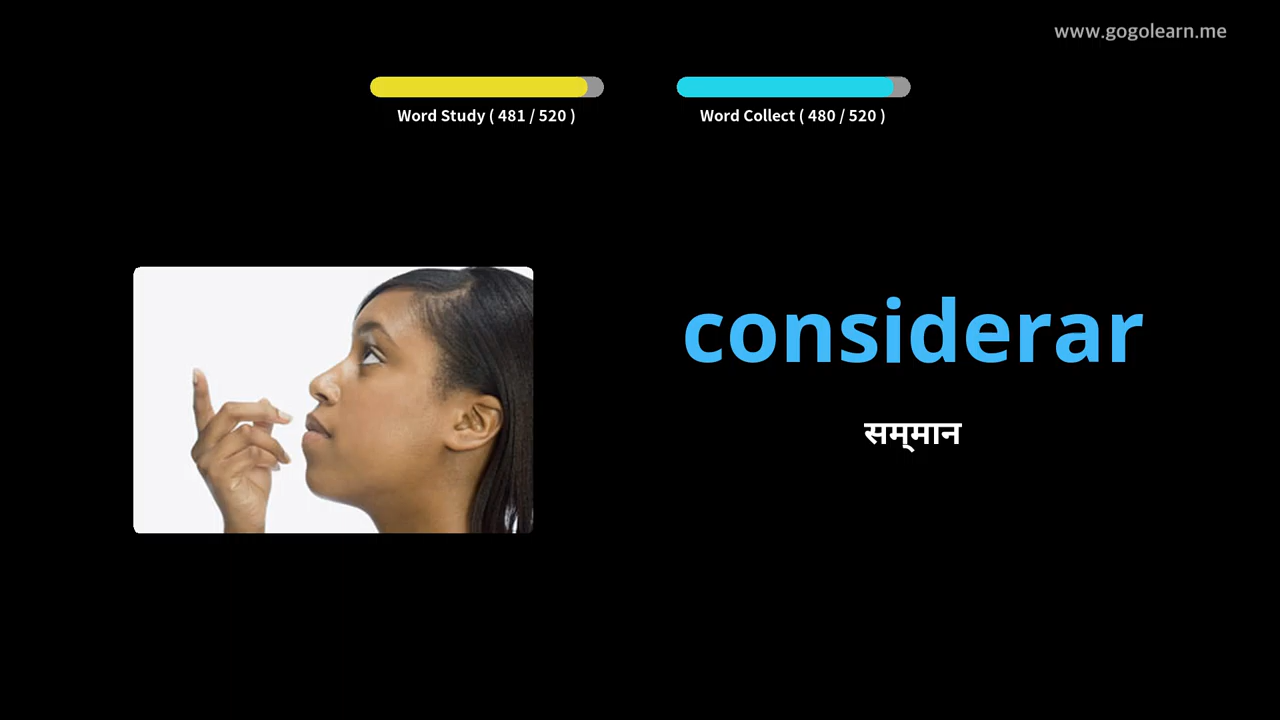 www.gogolearn.me
Word Study ( 481 / 520 )
Word Collect ( 480 / 520 )
considerar
सम्‌मान